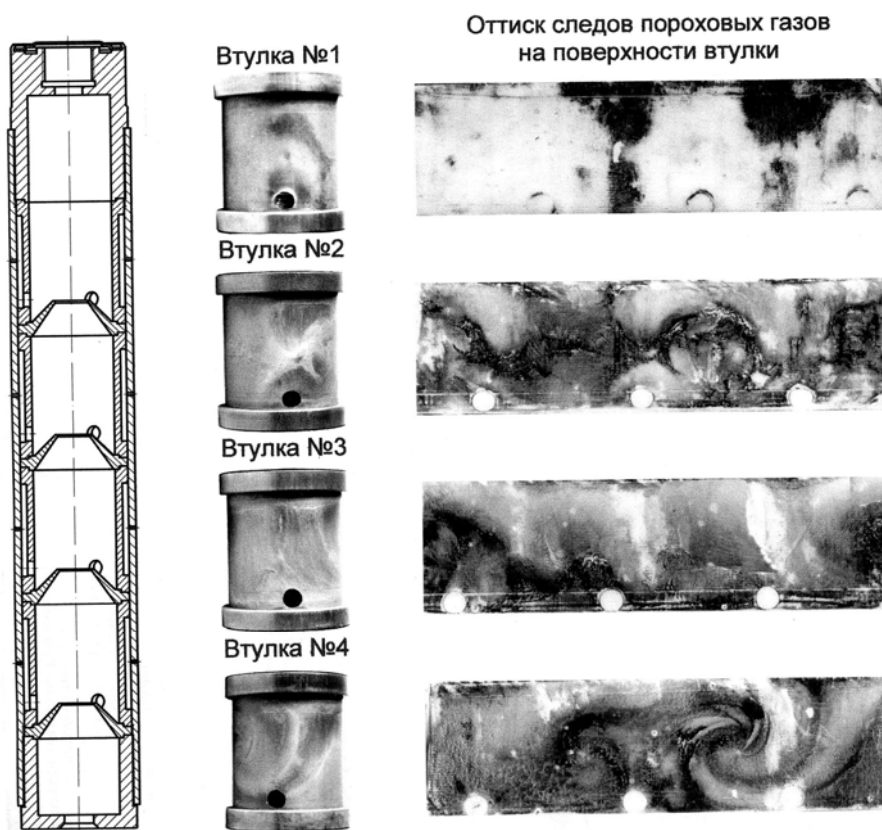 Оттиск следов пороховых газов
на поверхности втулки
Втулка №1
Втулка №2
Втулка №3
Втулка №4